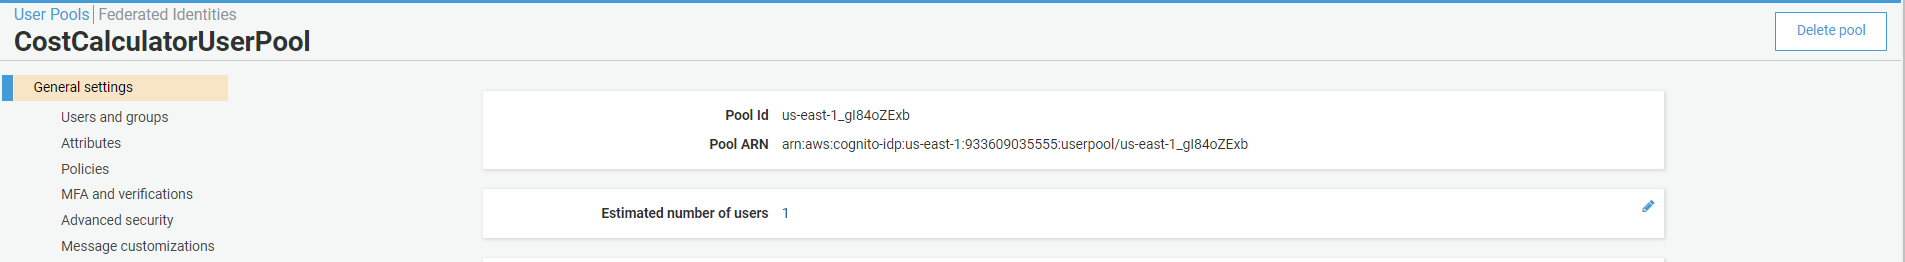 User Pools | Federated Identities
CostCalculatorUserPool
Delete pool
General settings
Users and groups
Attributes
Policies
MFA and verifications
Advanced security
Message customizations
Pool Id us-east-1_gI84oZExb
Pool ARN arn:aws:cognito-idp:us-east-1:933609035555:userpool/us-east-1_gI84oZExb
Estimated number of users 1